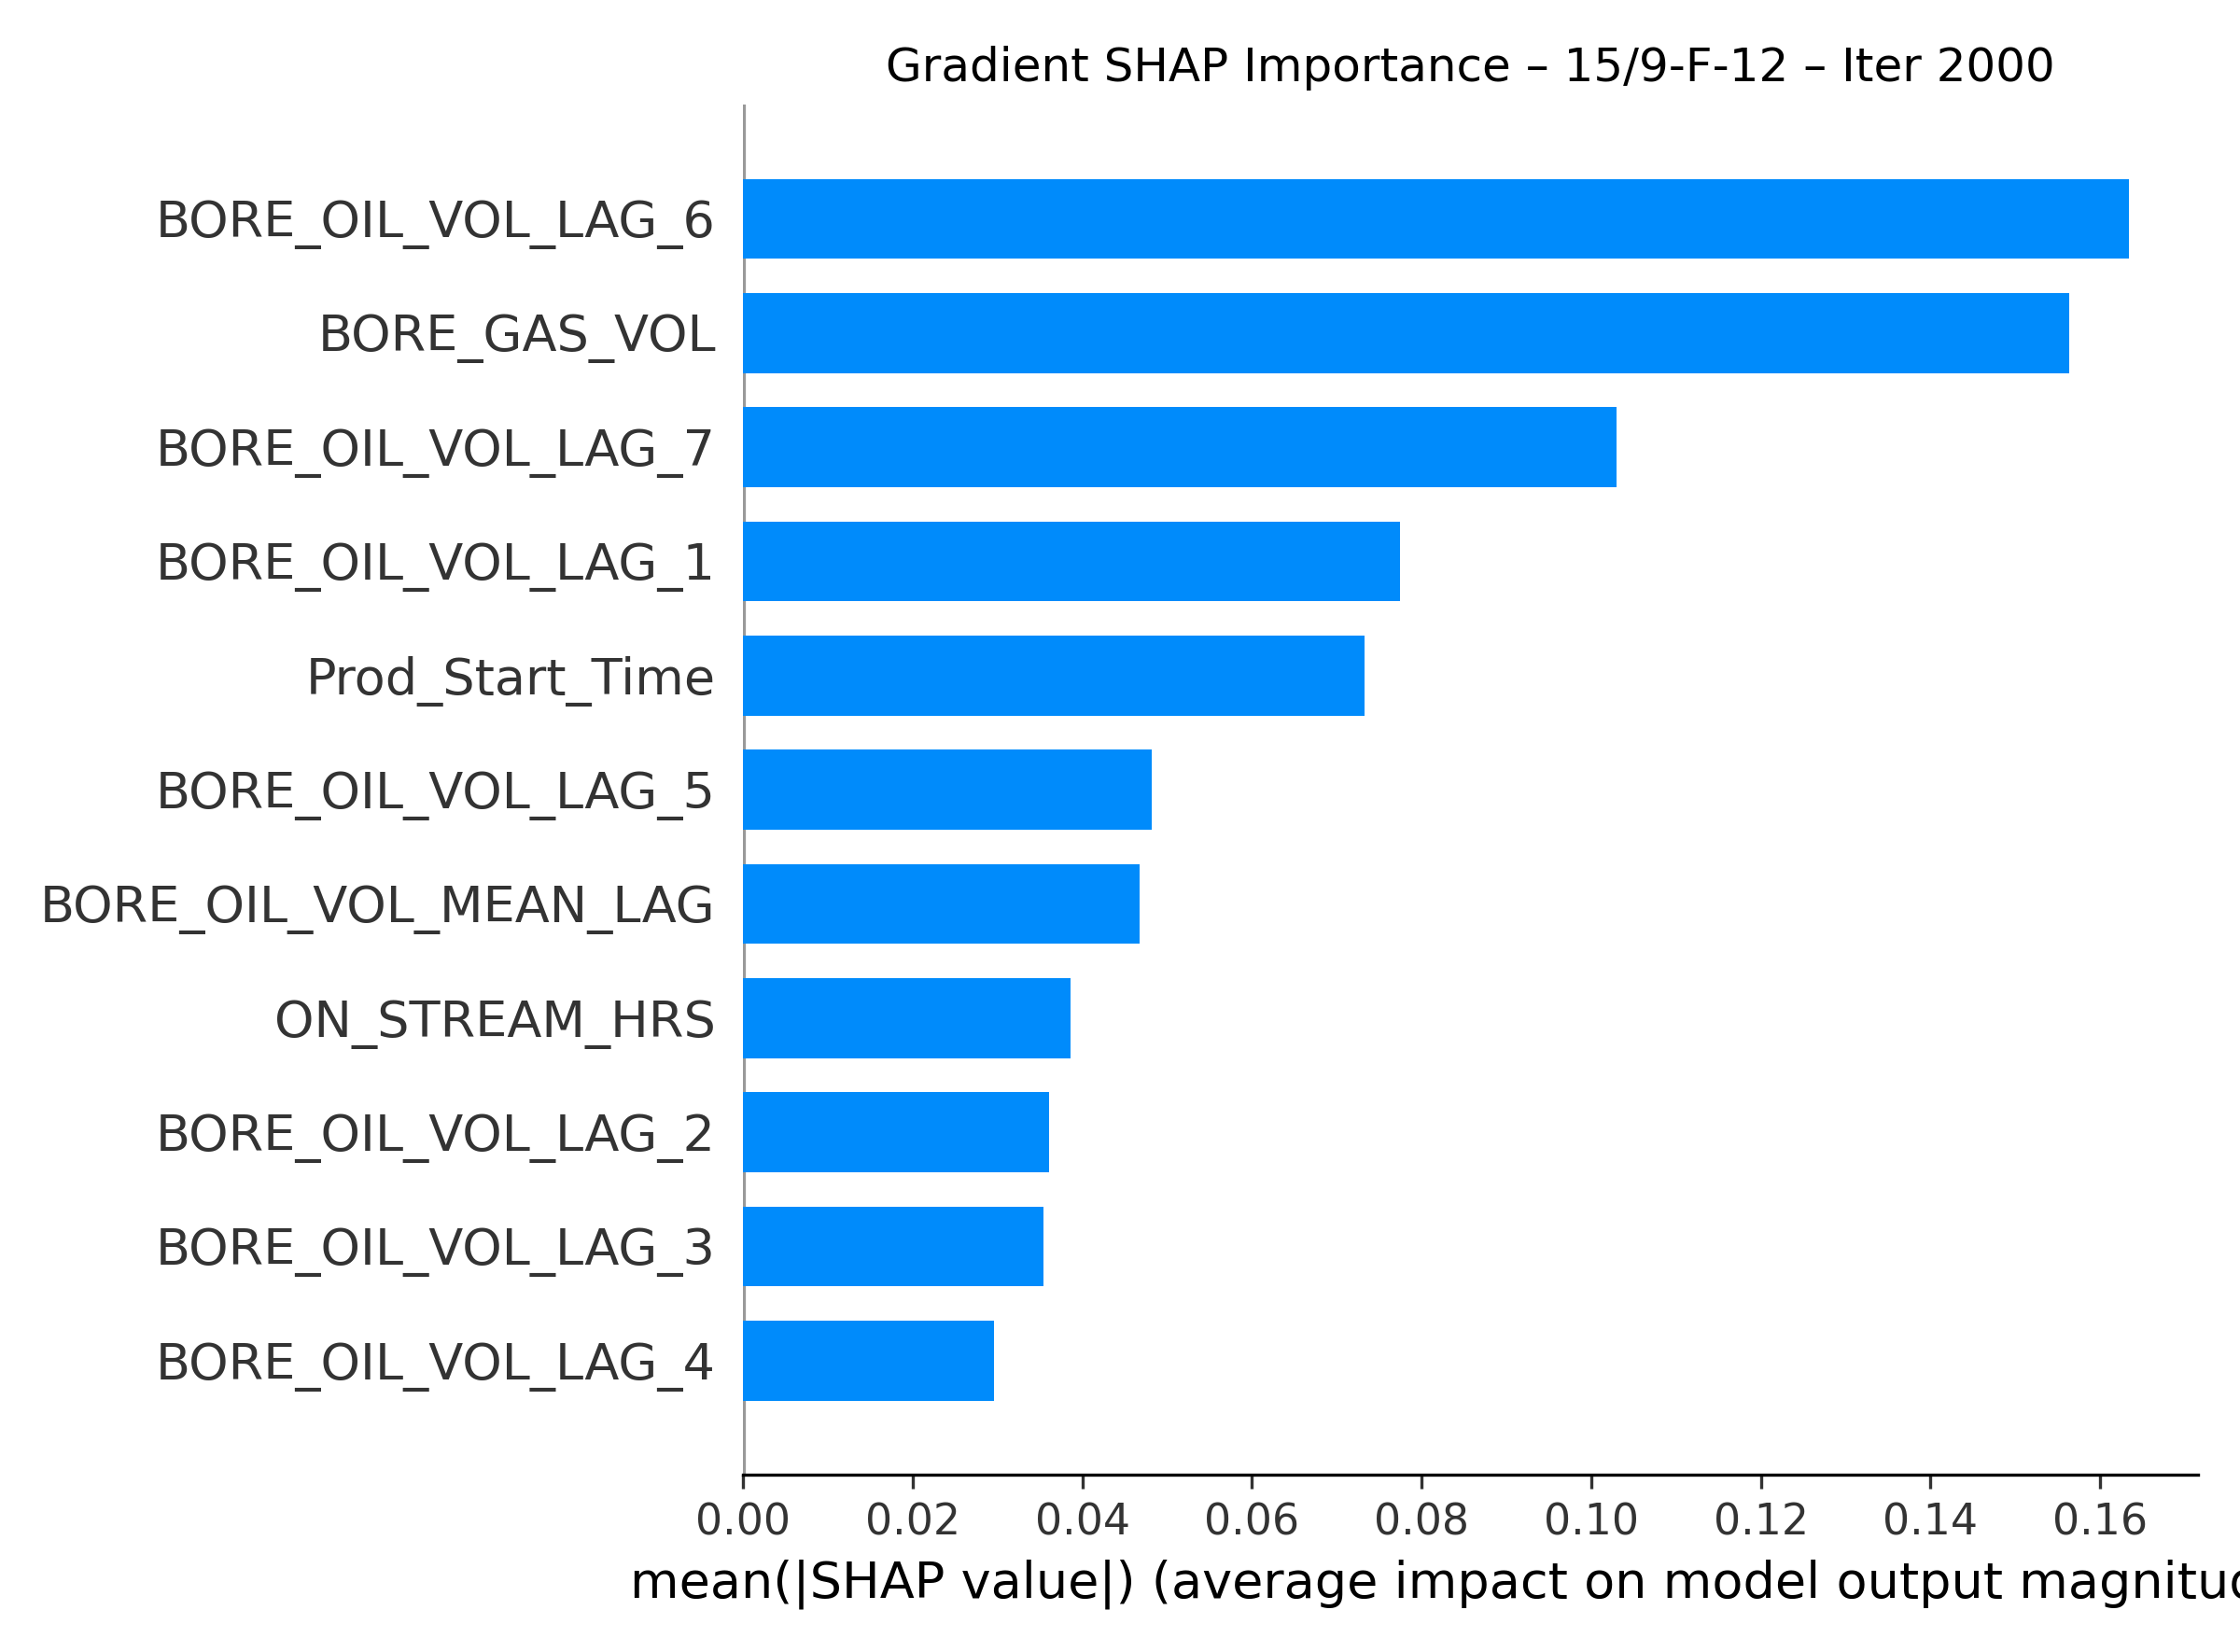 Gradient SHAP Importance – 15/9-F-12 – Iter 2000
BORE_OIL_VOL_LAG_6
BORE_GAS_VOL
BORE_OIL_VOL_LAG_7
BORE_OIL_VOL_LAG_1
Prod_Start_Time
BORE_OIL_VOL_LAG_5
BORE_OIL_VOL_MEAN_LAG
ON_STREAM_HRS
BORE_OIL_VOL_LAG_2
BORE_OIL_VOL_LAG_3
BORE_OIL_VOL_LAG_4
0.00 0.02 0.04 0.06 0.08 0.10 0.12 0.14 0.16
mean(|SHAP value|) (average impact on model output